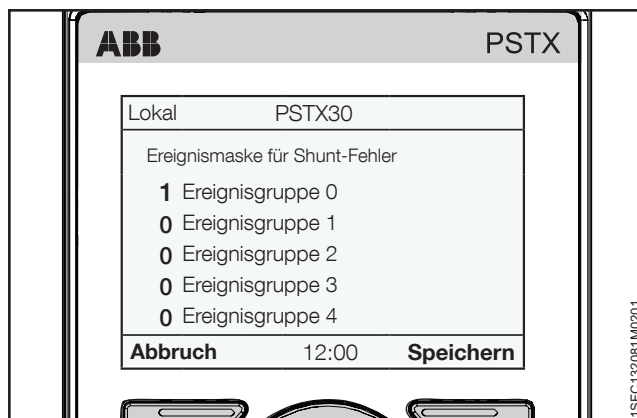 ABB PSTX
Lokal PSTX30
Ereignismaske für Shunt-Fehler
1 Ereignisgruppe 0
0 Ereignisgruppe 1
0 Ereignisgruppe 2
0 Ereignisgruppe 3
0 Ereignisgruppe 4
Abbruch 12:00 Speichern
1SFC132081M0201